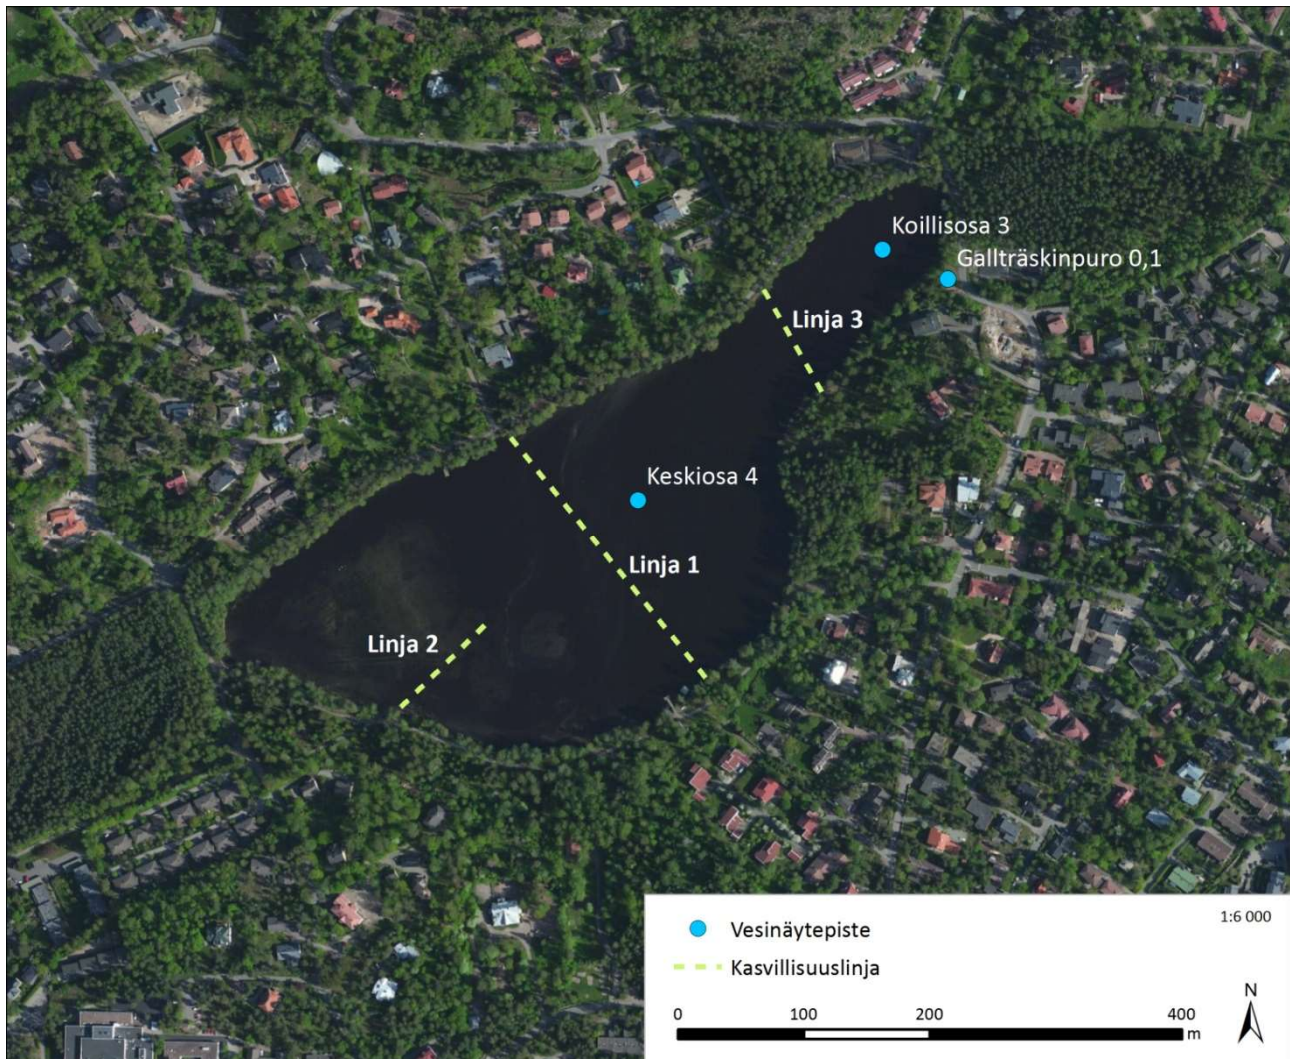 Koillisosa 3
Gallträskinpuro 0,1
Linja 3
Keskiosa 4
Linja 1
Linja 2
Vesinäytepiste
1:6 000
Kasvillisuuslinja
N
0 100 200 400
m